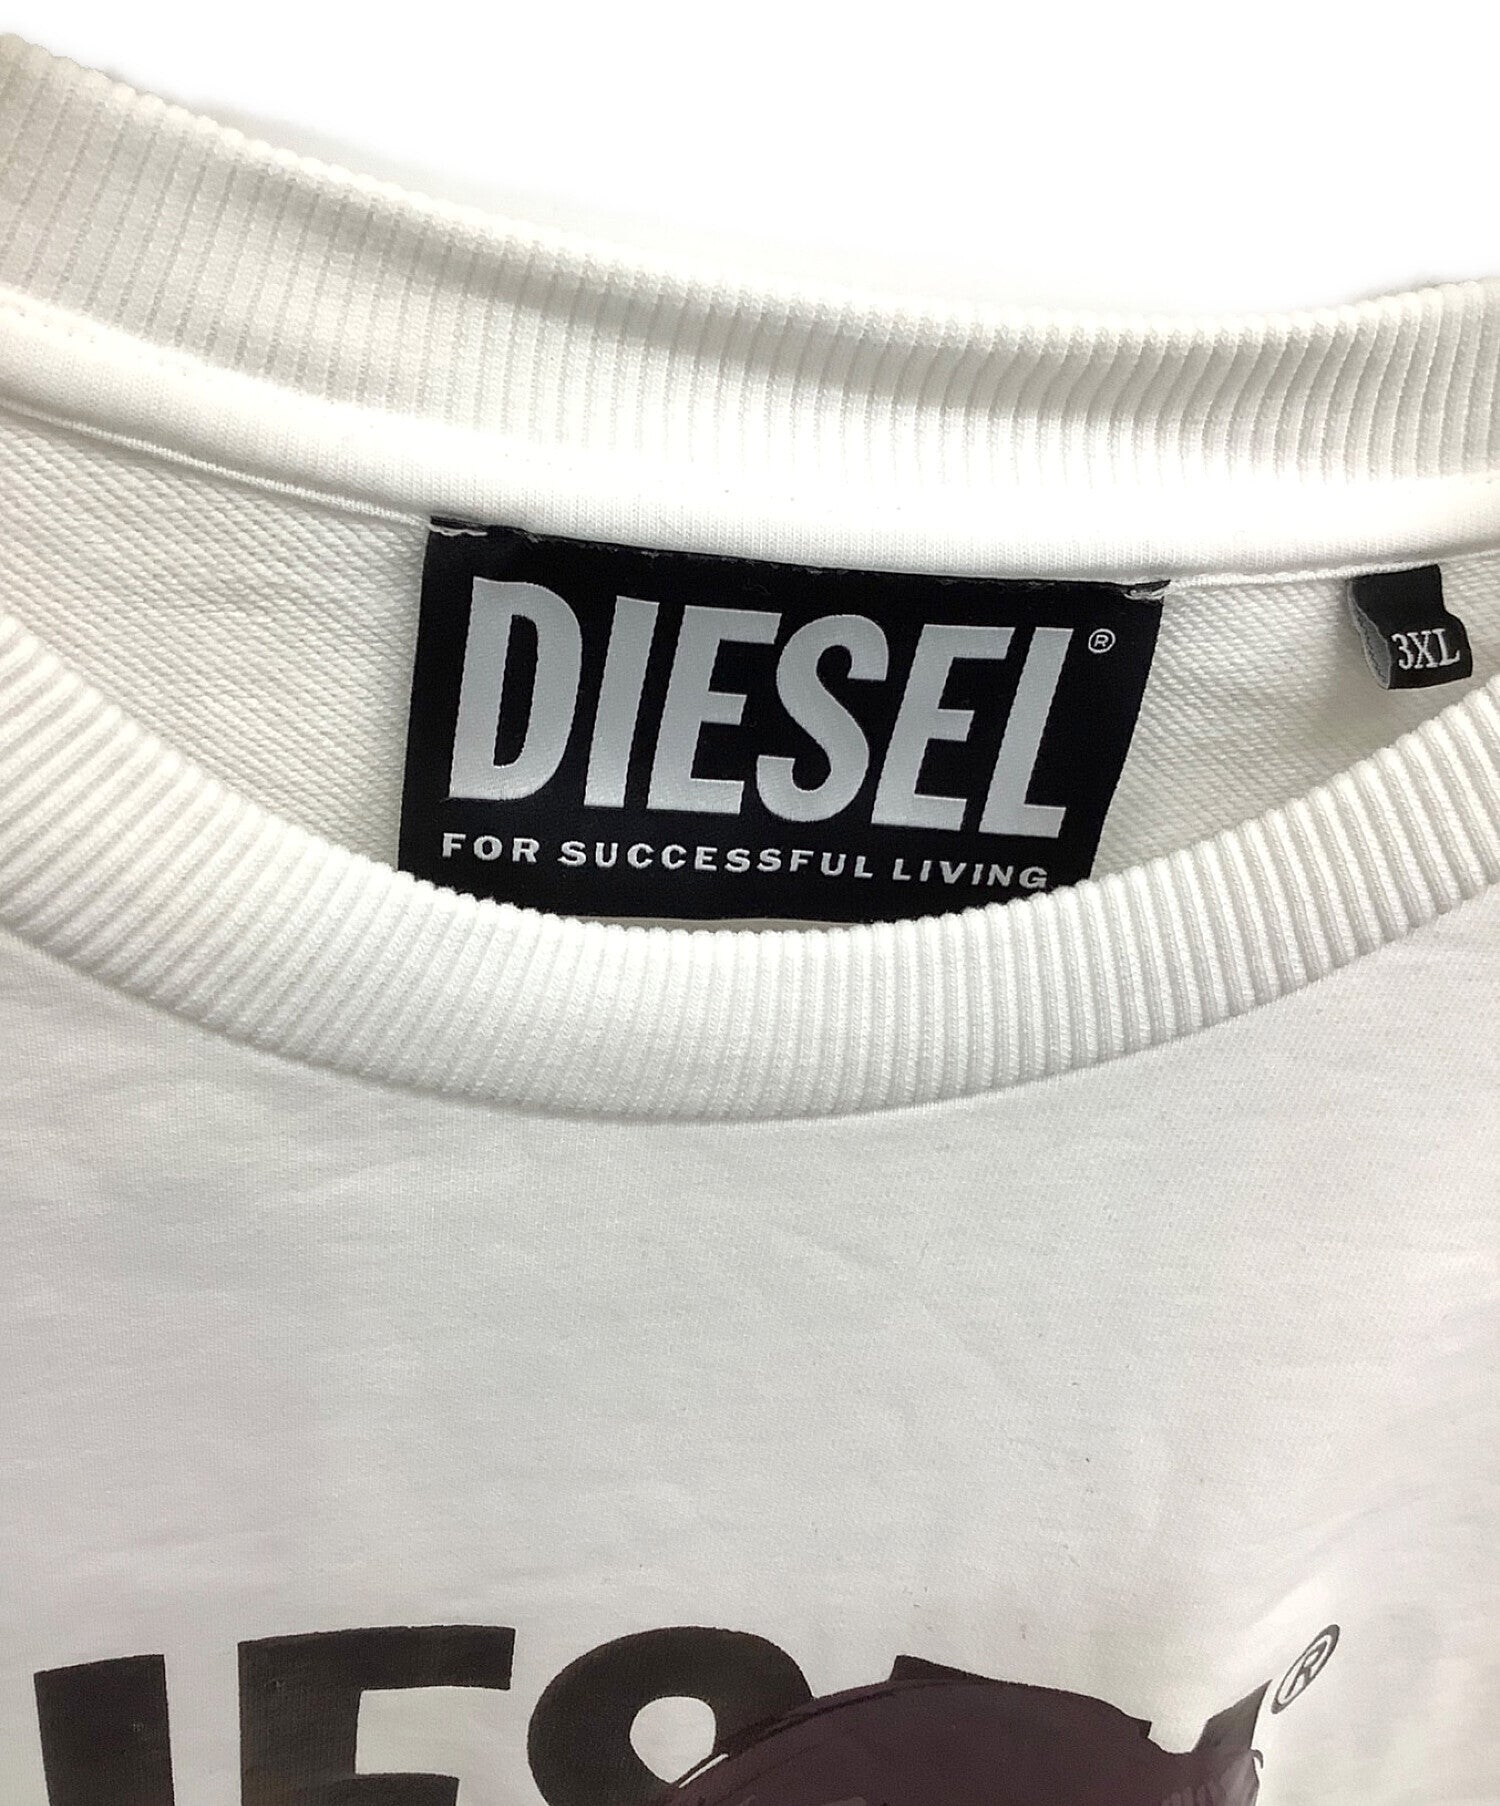 DIESEL®
3XL
FOR SUCCESSFUL LIVING
®